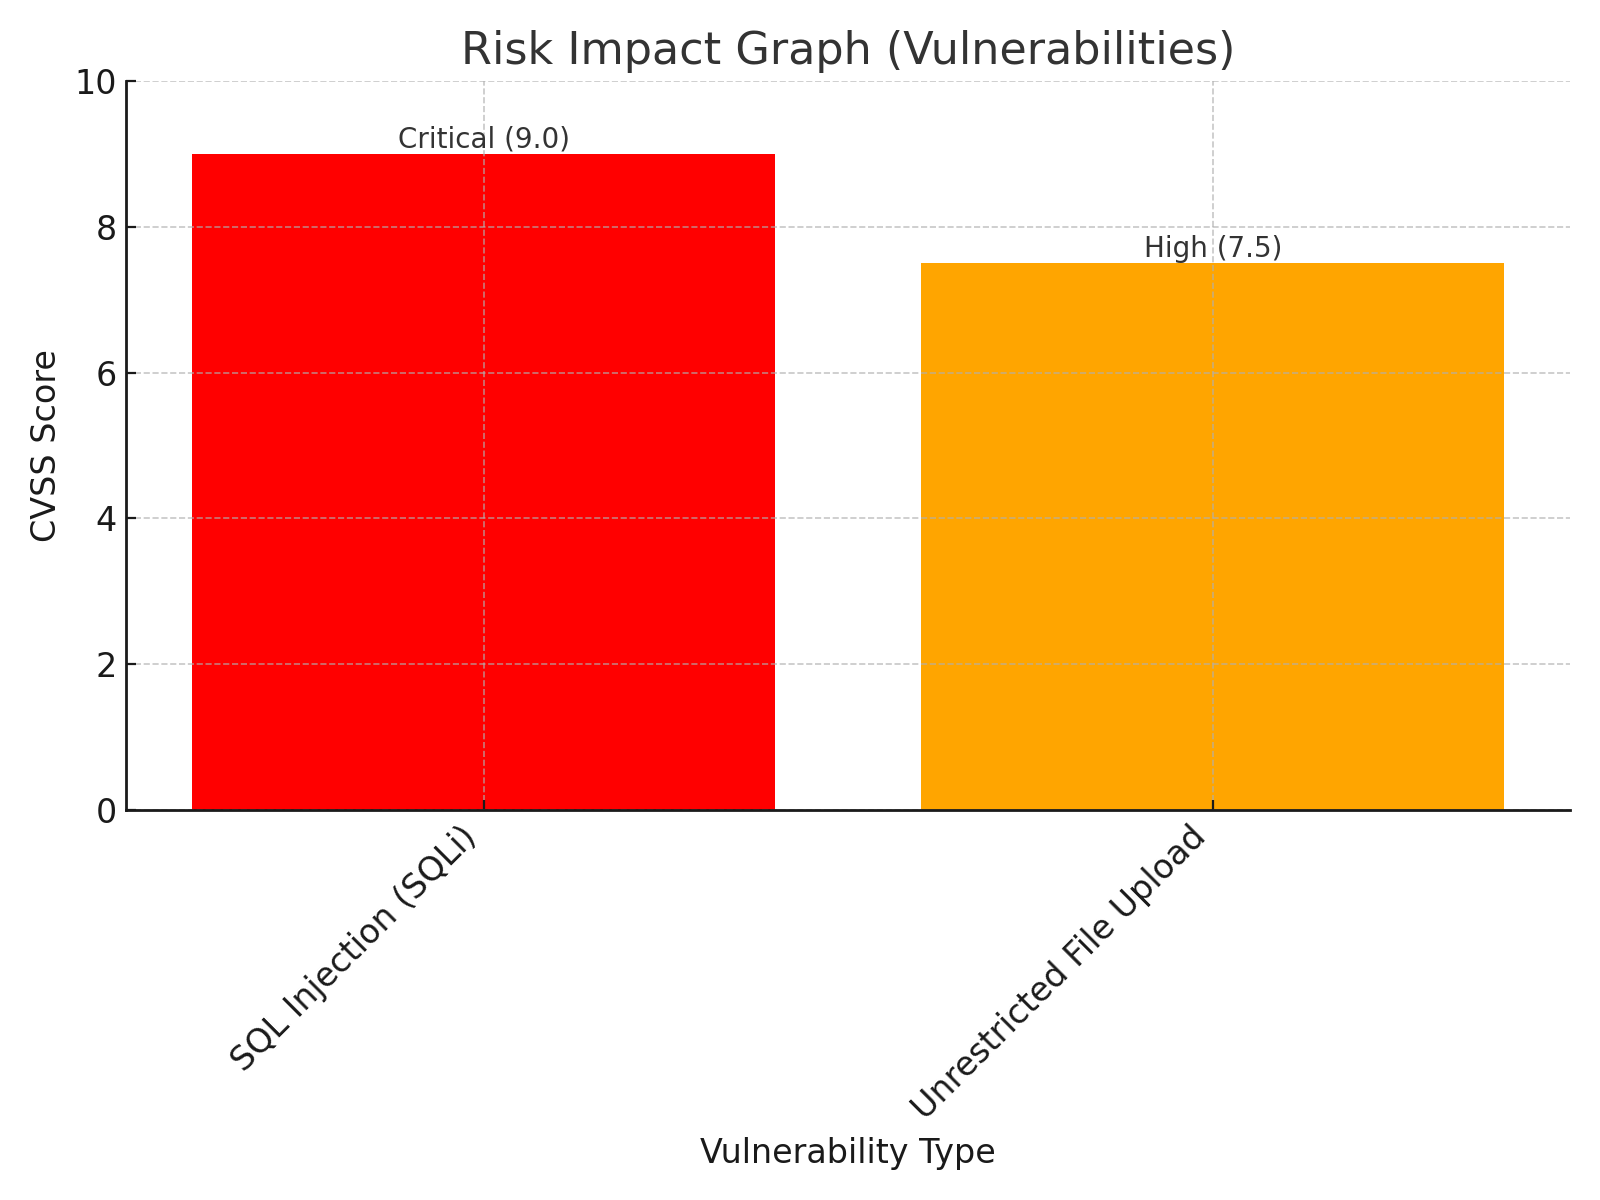 Risk Impact Graph (Vulnerabilities)
10
8
6
4
2
0
CVSS Score
Critical (9.0)
High (7.5)
SQL Injection (SQLi)
Unrestricted File Upload
Vulnerability Type